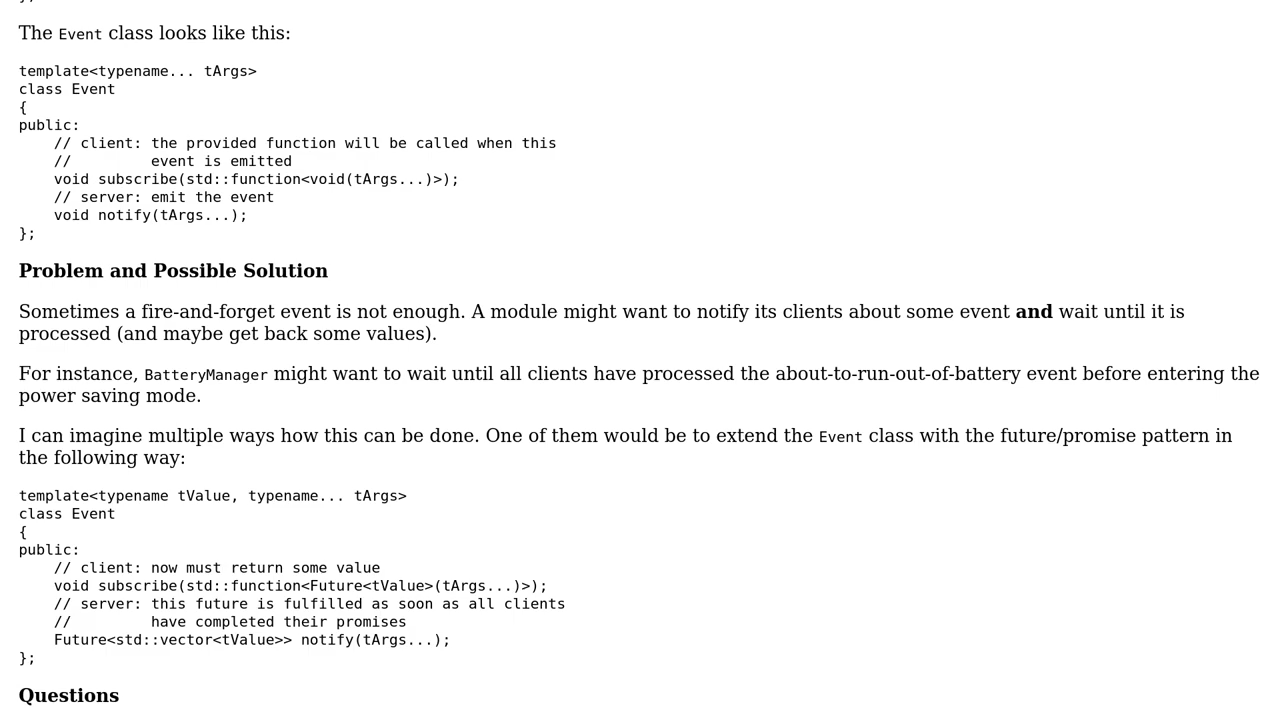 The Event class looks like this:
template<typename... tArgs>
class Event
{
public:
    // client: the provided function will be called when this
    //         event is emitted
    void subscribe(std::function<void(tArgs...)>);
    // server: emit the event
    void notify(tArgs...);
};
Problem and Possible Solution
Sometimes a fire-and-forget event is not enough. A module might want to notify its clients about some event and wait until it is
processed (and maybe get back some values).
For instance, BatteryManager might want to wait until all clients have processed the about-to-run-out-of-battery event before entering the
power saving mode.
I can imagine multiple ways how this can be done. One of them would be to extend the Event class with the future/promise pattern in
the following way:
template<typename tValue, typename... tArgs>
class Event
{
public:
    // client: now must return some value
    void subscribe(std::function<Future<tValue>(tArgs...)>);
    // server: this future is fulfilled as soon as all clients
    //         have completed their promises
    Future<std::vector<tValue>> notify(tArgs...);
};
Questions